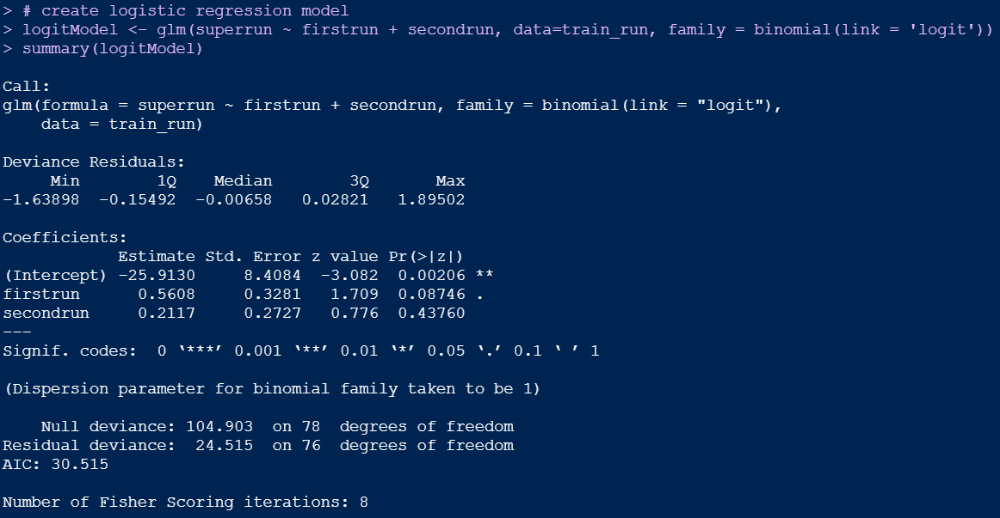 > # create logistic regression model
> logitModel <- glm(superrun ~ firstrun + secondrun, data=train_run, family = binomial(link = 'logit'))
> summary(logitModel)
Call:
glm(formula = superrun ~ firstrun + secondrun, family = binomial(link = "logit"),
    data = train_run)
Deviance Residuals:
     Min        1Q    Median        3Q       Max
-1.63898  -0.15492  -0.00658   0.02821   1.89502
Coefficients:
            Estimate Std. Error z value Pr(>|z|)
(Intercept) -25.9130     8.4084  -3.082  0.00206 **
firstrun      0.5608     0.3281   1.709  0.08746 .
secondrun     0.2117     0.2727   0.776  0.43760
---
Signif. codes:  0 ‘***’ 0.001 ‘**’ 0.01 ‘*’ 0.05 ‘.’ 0.1 ‘ ’ 1
(Dispersion parameter for binomial family taken to be 1)
    Null deviance: 104.903  on 78  degrees of freedom
Residual deviance:  24.515  on 76  degrees of freedom
AIC: 30.515
Number of Fisher Scoring iterations: 8